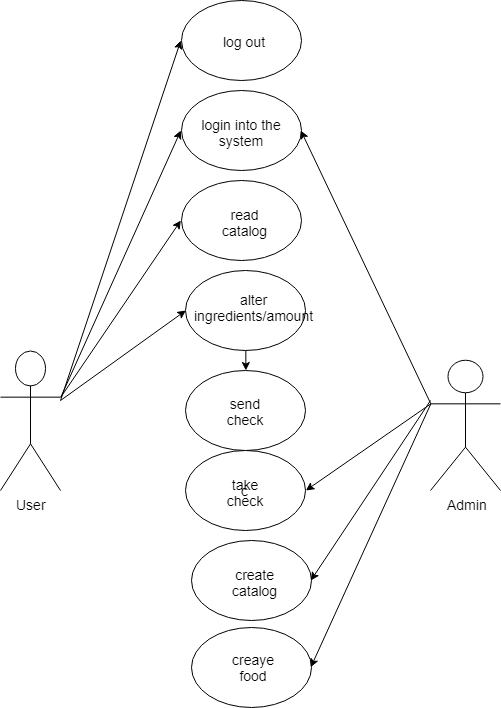 log out
login into the
system
read
catalog
alter
ingredients/amount
send
check
take
c
check
create
catalog
creaye
food
User
Admin